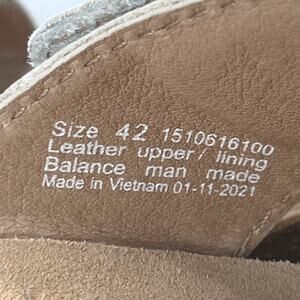 Size 42 1510616100
Leather upper/ lining
Balance man made
Made in Vietnam 01-11-2021